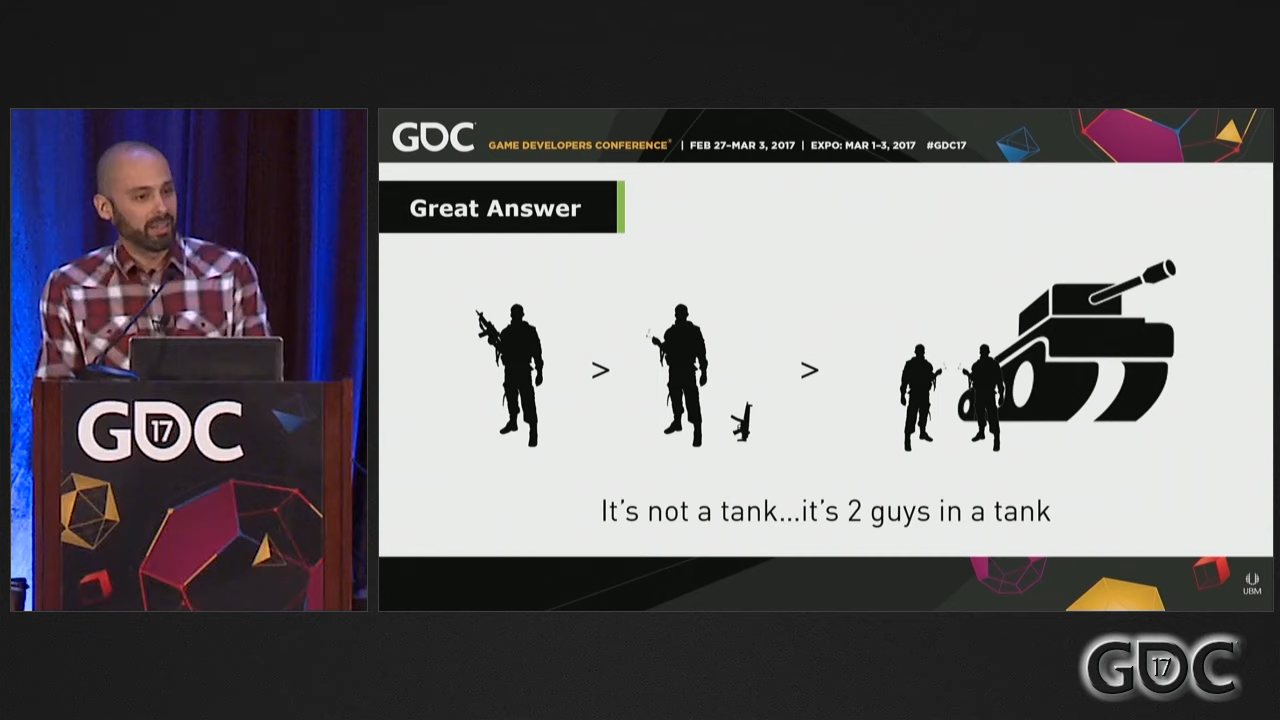 GDC GAME DEVELOPERS CONFERENCE® | FEB 27–MAR 3, 2017 | EXPO: MAR 1–3, 2017 #GDC17
Great Answer
> >
It's not a tank...it's 2 guys in a tank
UBM
GDC 17
GDC 17